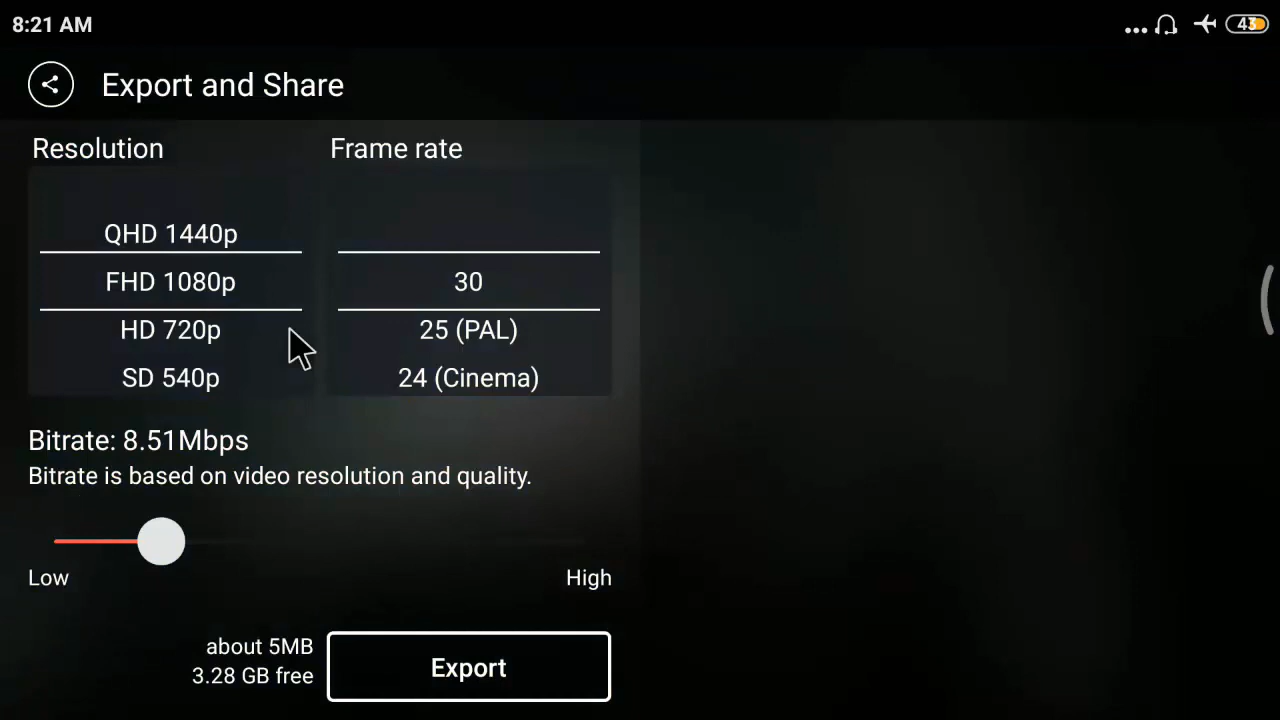 8:21 AM
43
Export and Share
Resolution
Frame rate
QHD 1440p
FHD 1080p
HD 720p
SD 540p
30
25 (PAL)
24 (Cinema)
Bitrate: 8.51Mbps
Bitrate is based on video resolution and quality.
Low
High
about 5MB
3.28 GB free
Export